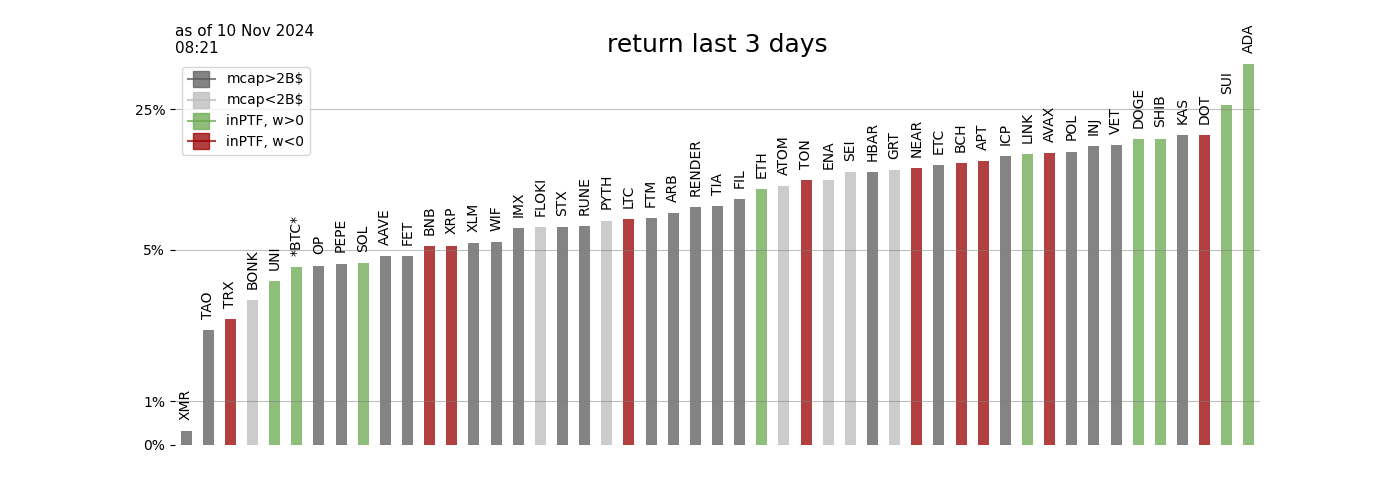 as of 10 Nov 2024
08:21
return last 3 days
mcap>2B$
mcap<2B$
inPTF, w>0
inPTF, w<0
25%
5%
1%
0%
XMR
TAO
TRX
BONK
UNI
*BTC*
OP
PEPE
SOL
AAVE
FET
BNB
XRP
XLM
WIF
IMX
FLOKI
STX
RUNE
PYTH
LTC
FTM
ARB
RENDER
TIA
FIL
ETH
ATOM
TON
ENA
SEI
HBAR
GRT
NEAR
ETC
BCH
APT
ICP
LINK
AVAX
POL
INJ
VET
DOGE
SHIB
KAS
DOT
SUI
ADA